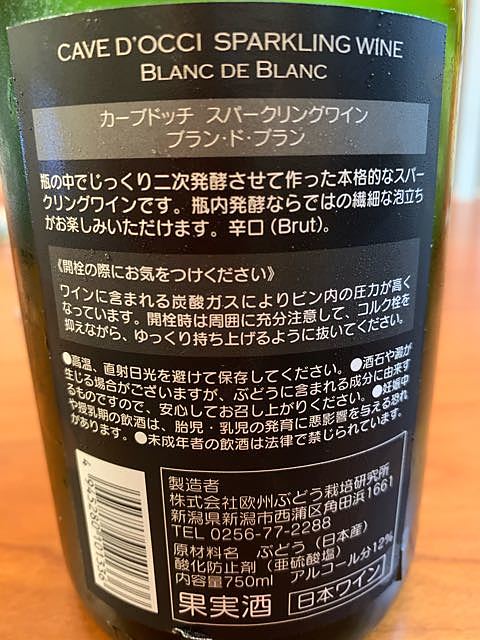 CAVE D'OCCI SPARKLING WINE
BLANC DE BLANC
カーブドッチ スパークリングワイン
ブラン・ド・ブラン
瓶の中でじっくり二次発酵させて作った本格的なスパー
クリングワインです。瓶内発酵ならではの繊細な泡立ち
がお楽しみいただけます。辛口(Brut)。
《開栓の際にお気をつけください》
ワインに含まれる炭酸ガスによりビン内の圧力が高く
なっています。開栓時は周囲に充分注意して、コルク栓を
抑えながら、ゆっくり持ち上げるように抜いてください。
●高温、直射日光を避けて保存してください。●酒石や澱が
生じる場合がございますが、ぶどうに含まれる成分に由来す
るものですので、安心してお召し上がりください。●妊娠中
や授乳期の飲酒は、胎児・乳児の発育に悪影響を与える恐れ
があります。●未成年者の飲酒は法律で禁じられています。
製造者
株式会社欧州ぶどう栽培研究所
新潟県新潟市西蒲区角田浜1661
TEL 0256-77-2288
原材料名 ぶどう(日本産)
酸化防止剤(亜硫酸塩)
内容量750ml アルコール分12%
果実酒 日本ワイン